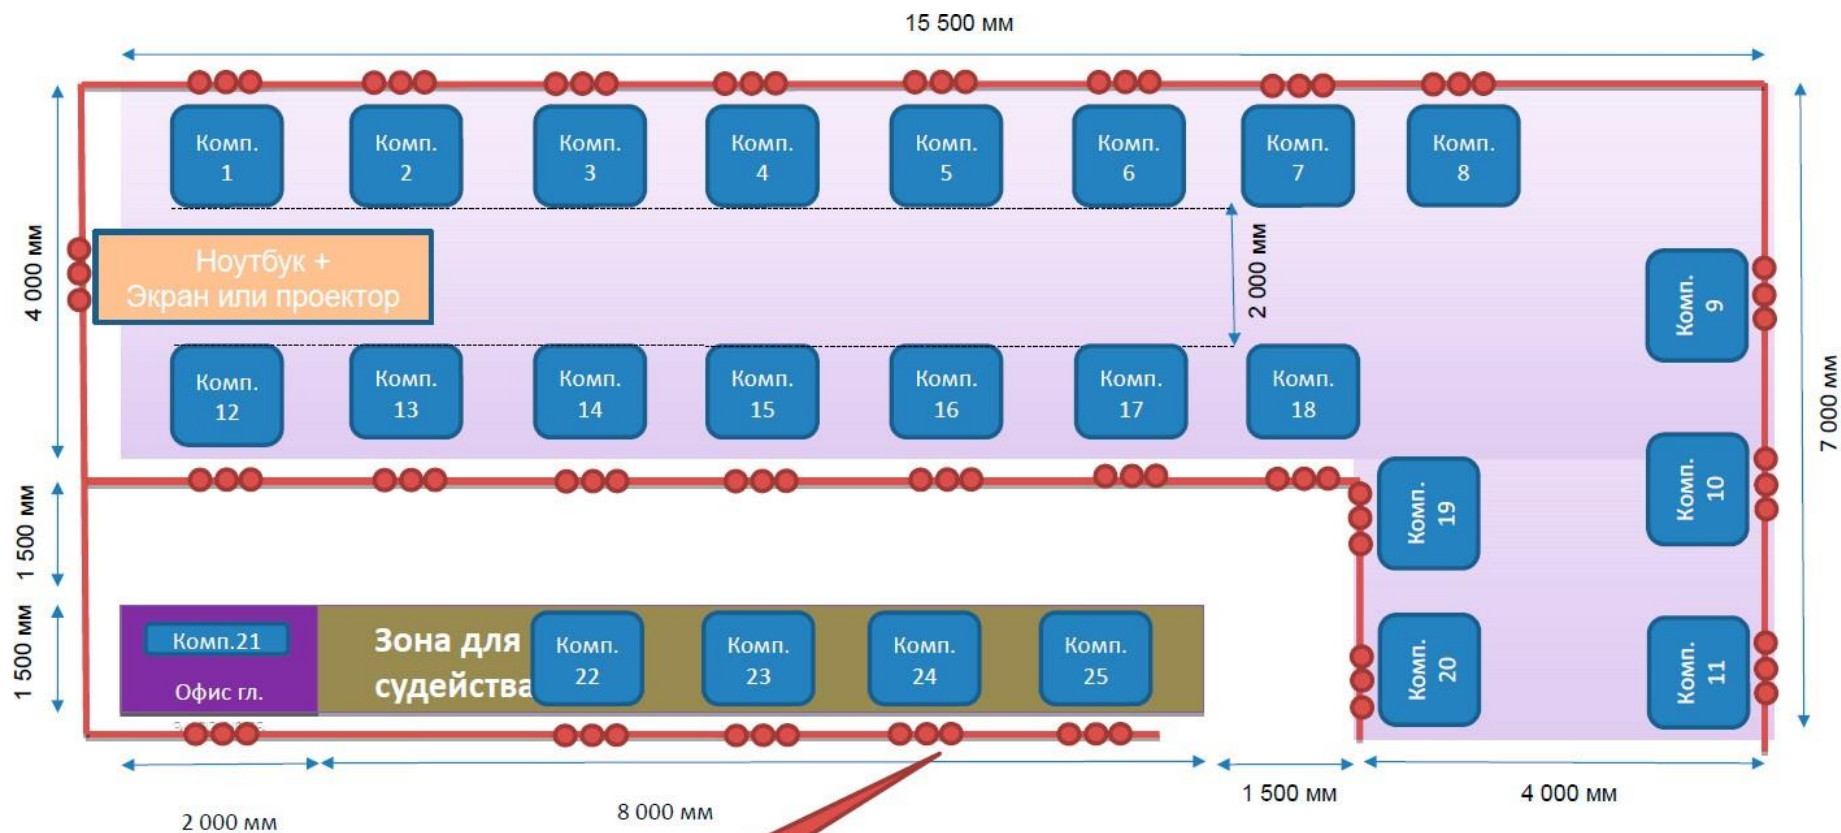 15 500 мм
Комп.
1
Комп.
2
Комп.
3
Комп.
4
Комп.
5
Комп.
6
Комп.
7
Комп.
8
4 000 мм
Ноутбук +
Экран или проектор
2 000 мм
Комп.
9
Комп.
12
Комп.
13
Комп.
14
Комп.
15
Комп.
16
Комп.
17
Комп.
18
7 000 мм
Комп.
10
Комп.
19
1 500 мм
1 500 мм
Комп.21
Офис гл.
Зона для
судейства
Комп.
22
Комп.
23
Комп.
24
Комп.
25
Комп.
20
Комп.
11
2 000 мм
8 000 мм
1 500 мм
4 000 мм